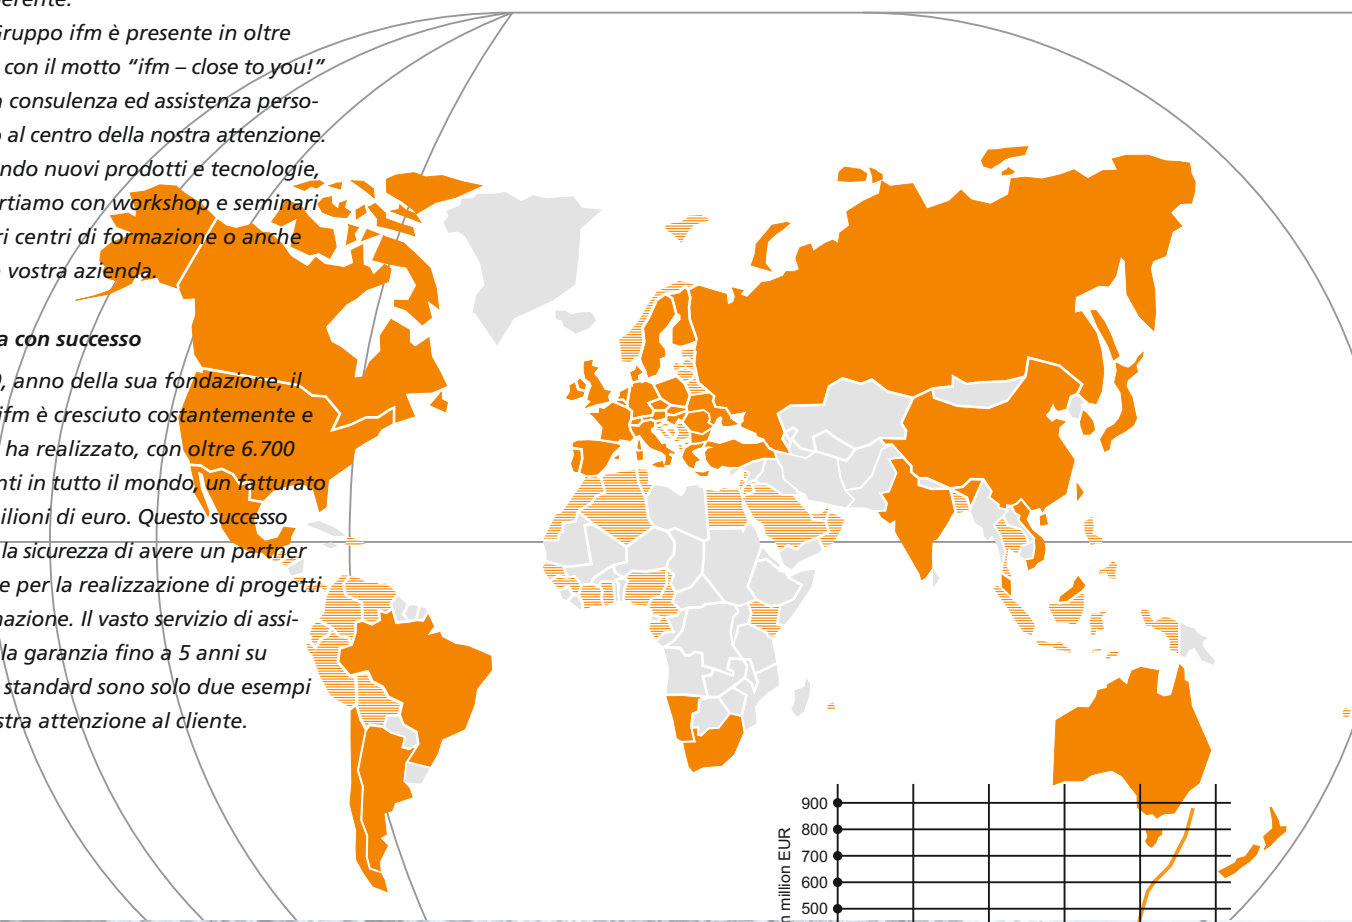 erente.
Gruppo ifm è presente in oltre
con il motto “ifm – close to you!”
a consulenza ed assistenza perso-
o al centro della nostra attenzione.
ndo nuovi prodotti e tecnologie,
rtiamo con workshop e seminari
ri centri di formazione o anche
a vostra azienda.
a con successo
, anno della sua fondazione, il
ifm è cresciuto costantemente e
ha realizzato, con oltre 6.700
nti in tutto il mondo, un fatturato
ilioni di euro. Questo successo
la sicurezza di avere un partner
e per la realizzazione di progetti
nazione. Il vasto servizio di assi-
la garanzia fino a 5 anni su
standard sono solo due esempi
stra attenzione al cliente.
900
800
700
600
500
n million EUR